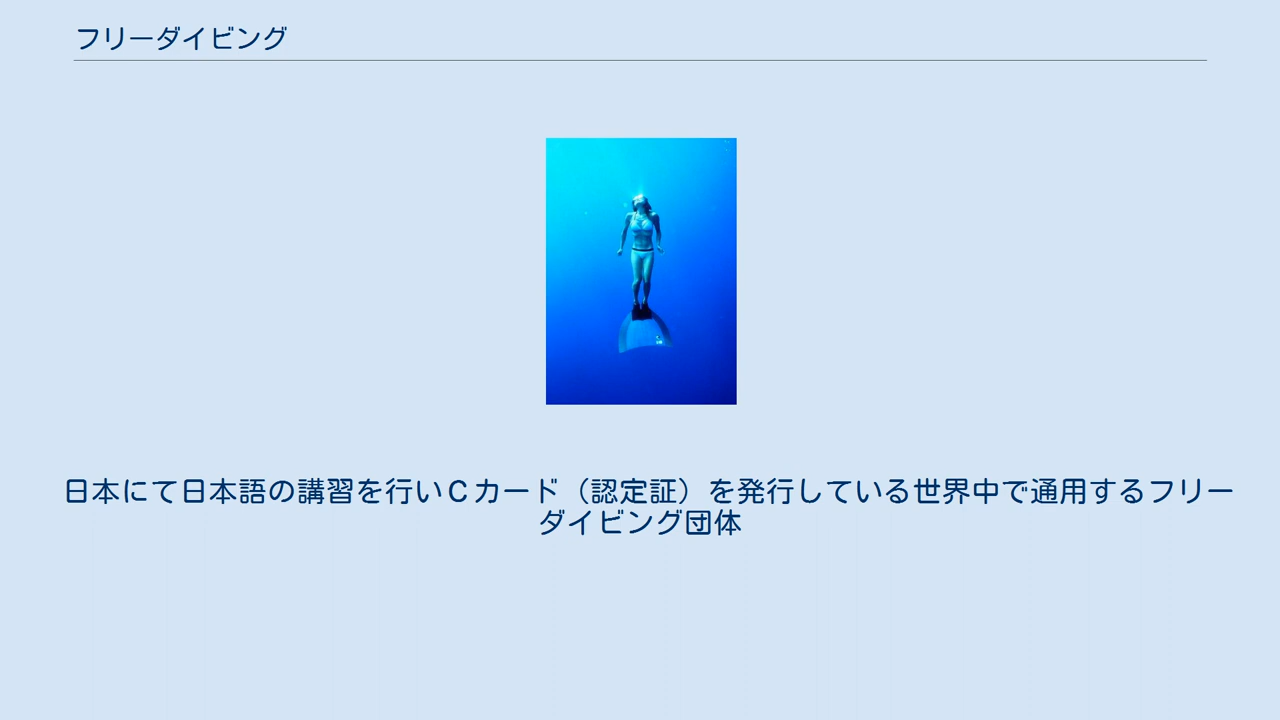 フリーダイビング
日本にて日本語の講習を行いＣカード（認定証）を発行している世界中で通用するフリー
ダイビング団体